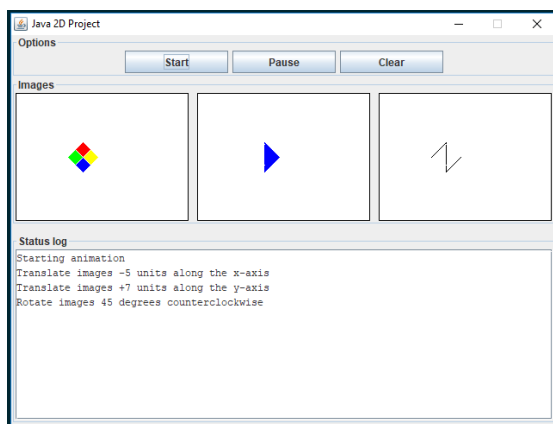 Java 2D Project
Options
Start Pause Clear
Images
Status log
Starting animation
Translate images -5 units along the x-axis
Translate images +7 units along the y-axis
Rotate images 45 degrees counterclockwise